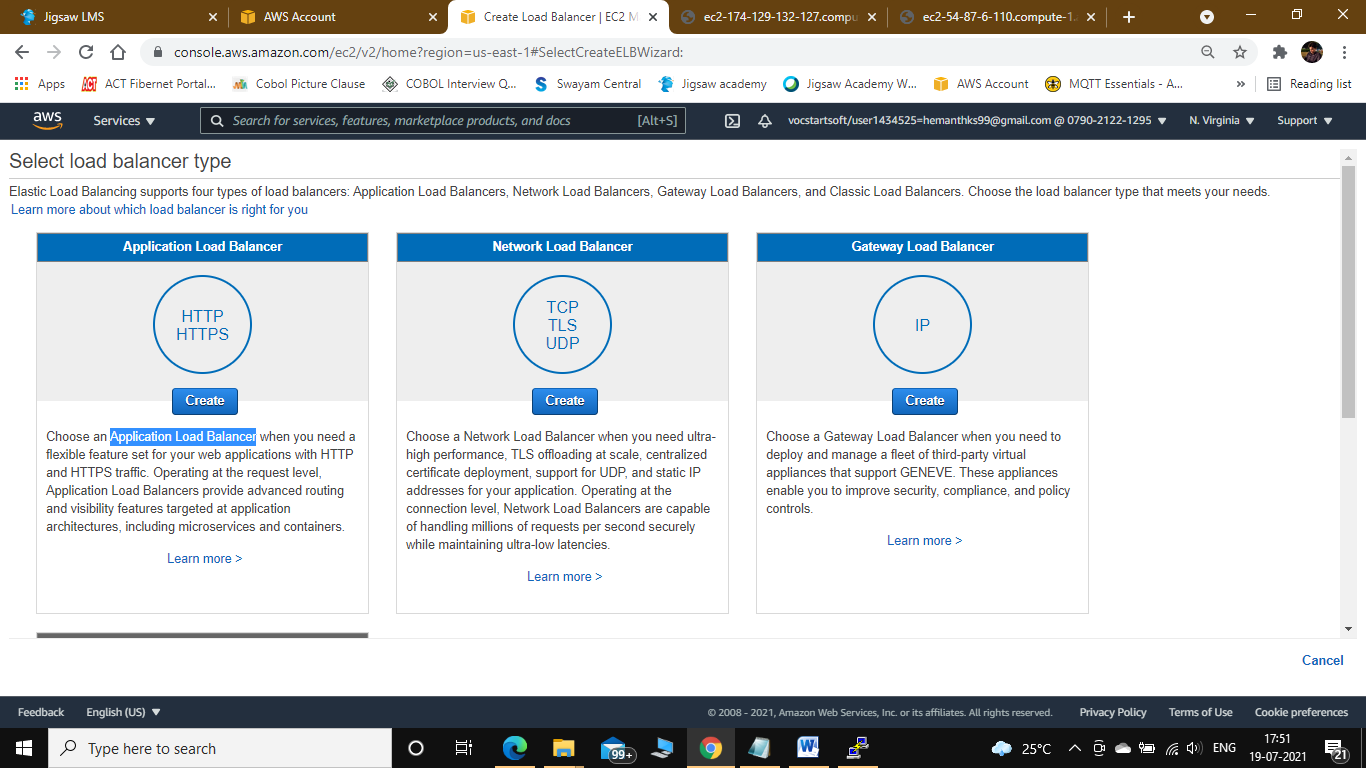 Jigsaw LMS
AWS Account
Create Load Balancer | EC2 M
ec2-174-129-132-127.compu
ec2-54-87-6-110.compute-1.
console.aws.amazon.com/ec2/v2/home?region=us-east-1#SelectCreateELBWizard:
Apps
ACT Fibernet Portal...
Cobol Picture Clause
COBOL Interview Q...
Swayam Central
Jigsaw academy
Jigsaw Academy W...
AWS Account
MQTT Essentials - A...
»
Reading list
aws
Services
Search for services, features, marketplace products, and docs
[Alt+S]
vocstartsoft/user1434525=hemanthks99@gmail.com @ 0790-2122-1295
N. Virginia
Support
Select load balancer type
Elastic Load Balancing supports four types of load balancers: Application Load Balancers, Network Load Balancers, Gateway Load Balancers, and Classic Load Balancers. Choose the load balancer type that meets your needs.
Learn more about which load balancer is right for you
Application Load Balancer
HTTP
HTTPS
Create
Choose an Application Load Balancer when you need a
flexible feature set for your web applications with HTTP
and HTTPS traffic. Operating at the request level,
Application Load Balancers provide advanced routing
and visibility features targeted at application
architectures, including microservices and containers.
Learn more >
Network Load Balancer
TCP
TLS
UDP
Create
Choose a Network Load Balancer when you need ultra-
high performance, TLS offloading at scale, centralized
certificate deployment, support for UDP, and static IP
addresses for your application. Operating at the
connection level, Network Load Balancers are capable
of handling millions of requests per second securely
while maintaining ultra-low latencies.
Learn more >
Gateway Load Balancer
IP
Create
Choose a Gateway Load Balancer when you need to
deploy and manage a fleet of third-party virtual
appliances that support GENEVE. These appliances
enable you to improve security, compliance, and policy
controls.
Learn more >
Cancel
Feedback
English (US)
© 2008 - 2021, Amazon Web Services, Inc. or its affiliates. All rights reserved.
Privacy Policy
Terms of Use
Cookie preferences
Type here to search
99+
25°C
ENG
17:51
19-07-2021
21